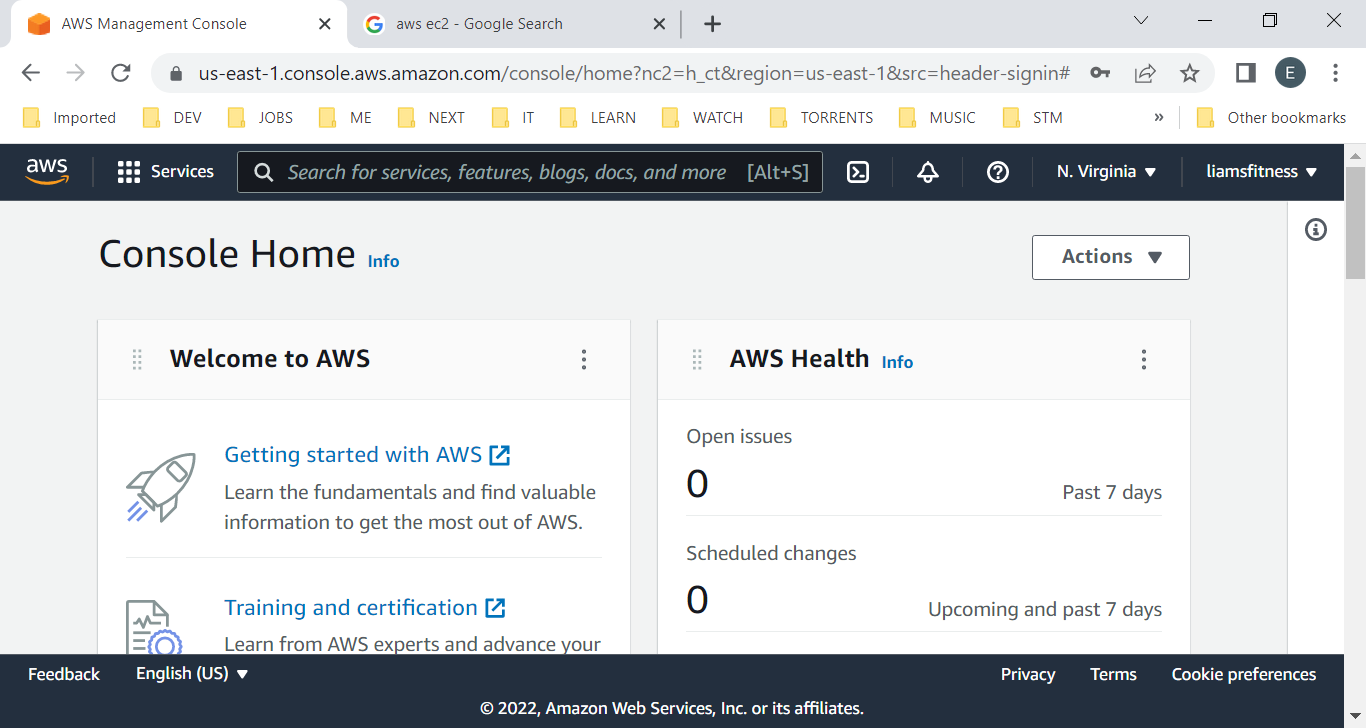 AWS Management Console
aws ec2 - Google Search
us-east-1.console.aws.amazon.com/console/home?nc2=h_ct&region=us-east-1&src=header-signin#
E
Imported DEV JOBS ME NEXT IT LEARN WATCH TORRENTS MUSIC STM » Other bookmarks
aws Services Search for services, features, blogs, docs, and more [Alt+S] N. Virginia liamsfitness
Console Home Info
Actions
Welcome to AWS
Getting started with AWS
Learn the fundamentals and find valuable
information to get the most out of AWS.
Training and certification
Learn from AWS experts and advance your
AWS Health Info
Open issues
0
Past 7 days
Scheduled changes
0
Upcoming and past 7 days
Feedback English (US) Privacy Terms Cookie preferences
© 2022, Amazon Web Services, Inc. or its affiliates.